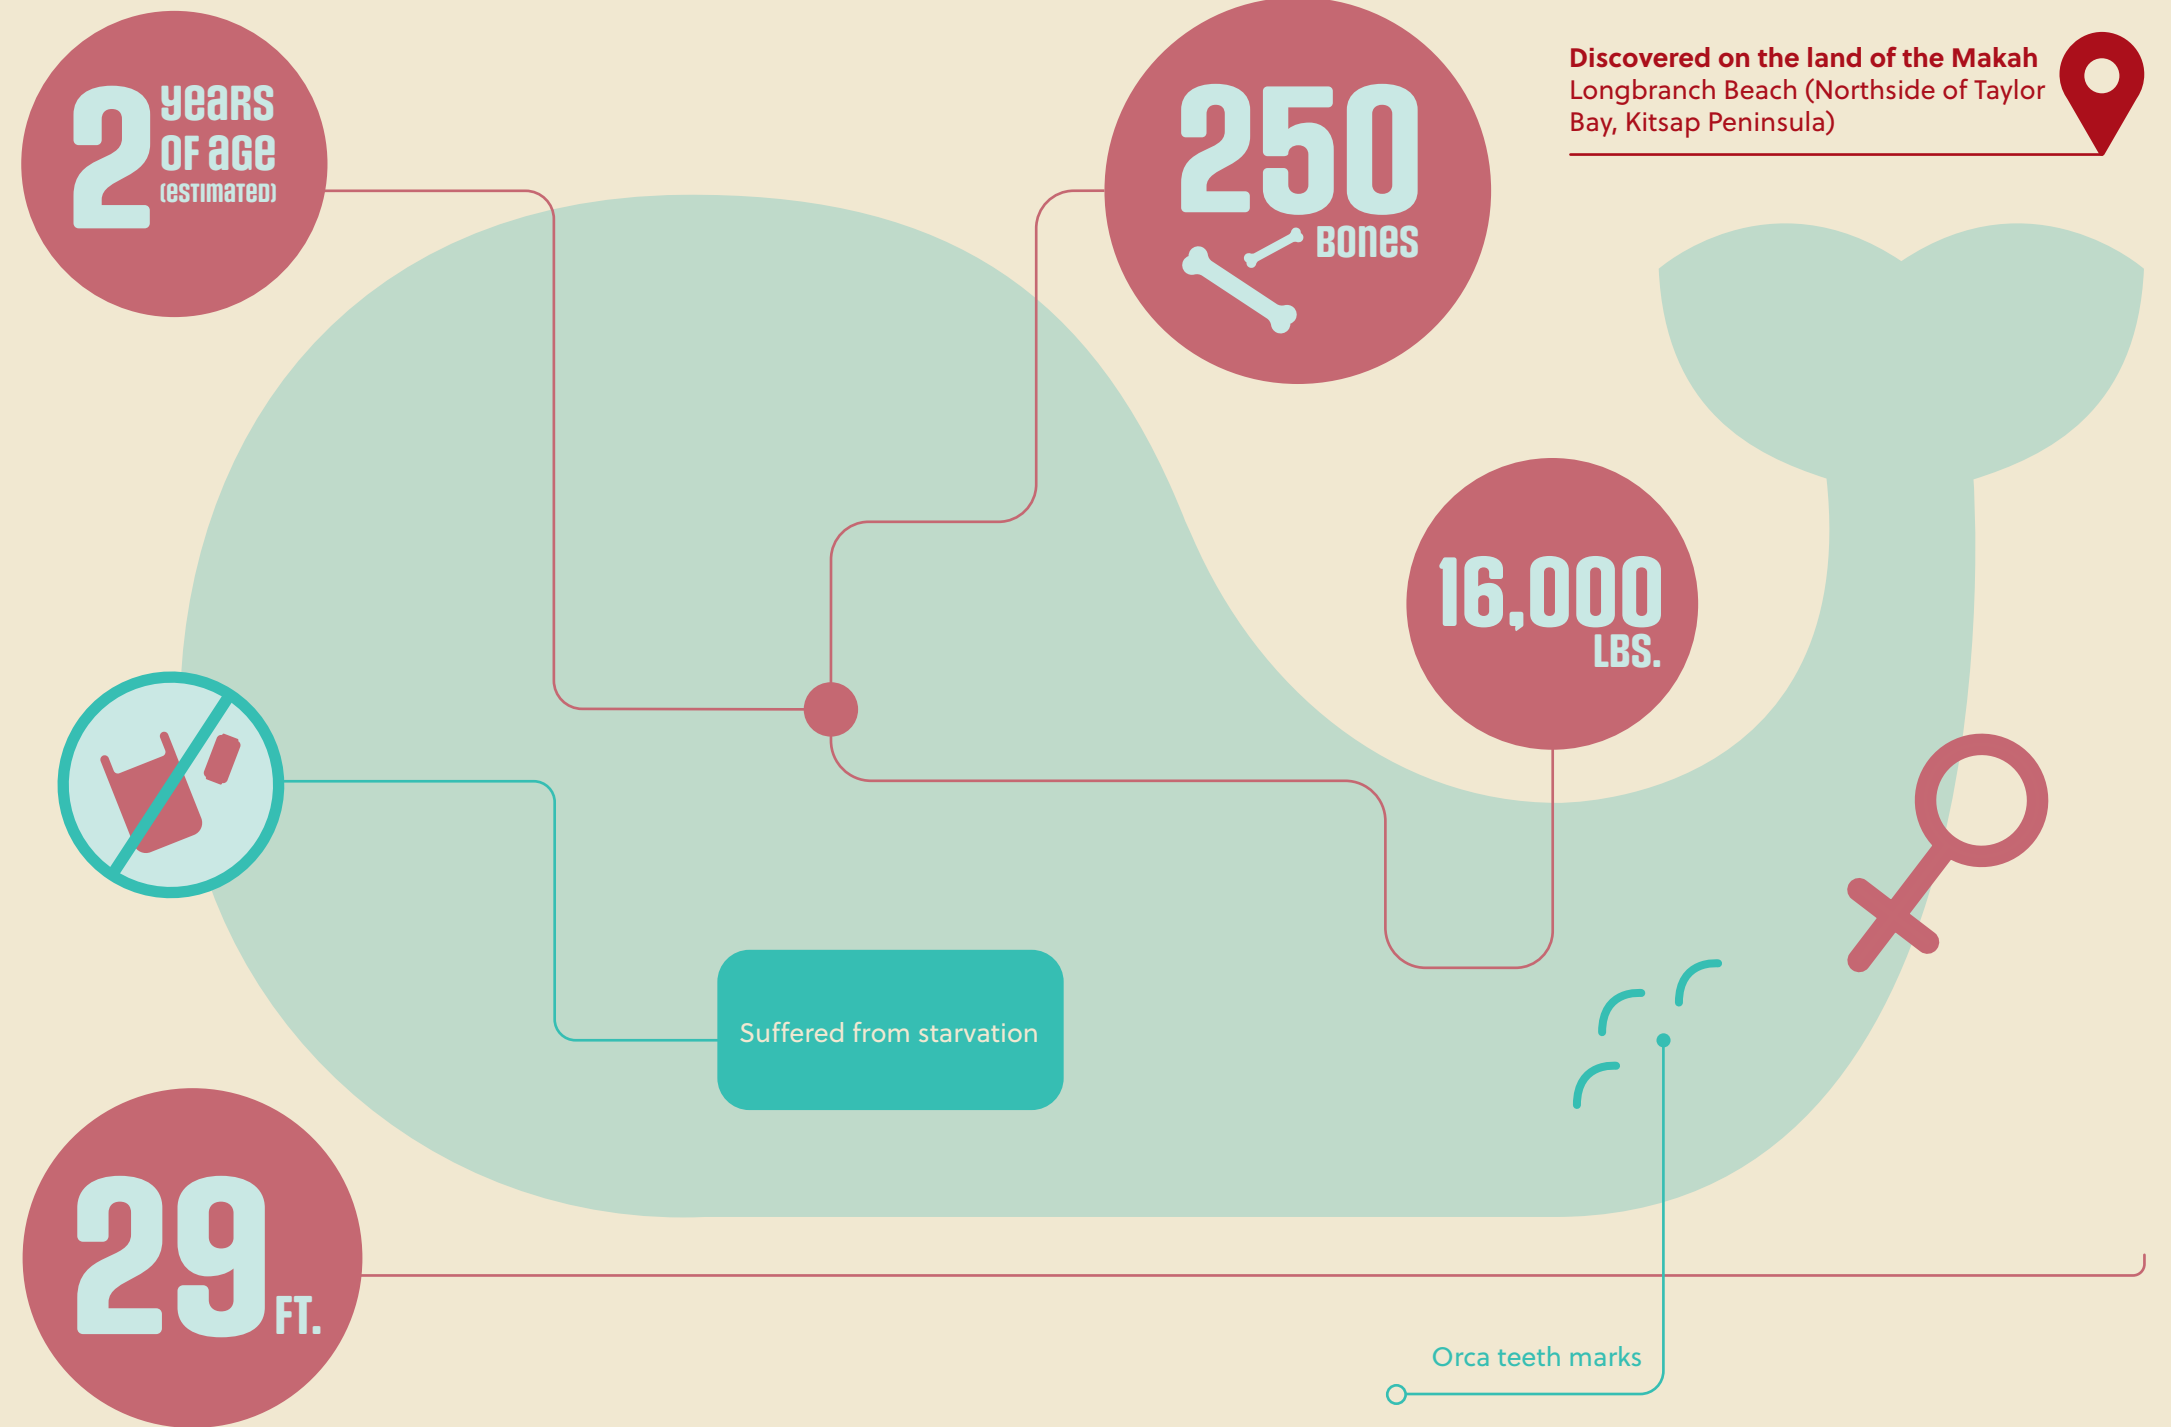 2 years
OF age
(estimated)
250
Bones
Discovered on the land of the Makah
Longbranch Beach (Northside of Taylor
Bay, Kitsap Peninsula)
16,000
LBS.
Suffered from starvation
29 FT.
Orca teeth marks